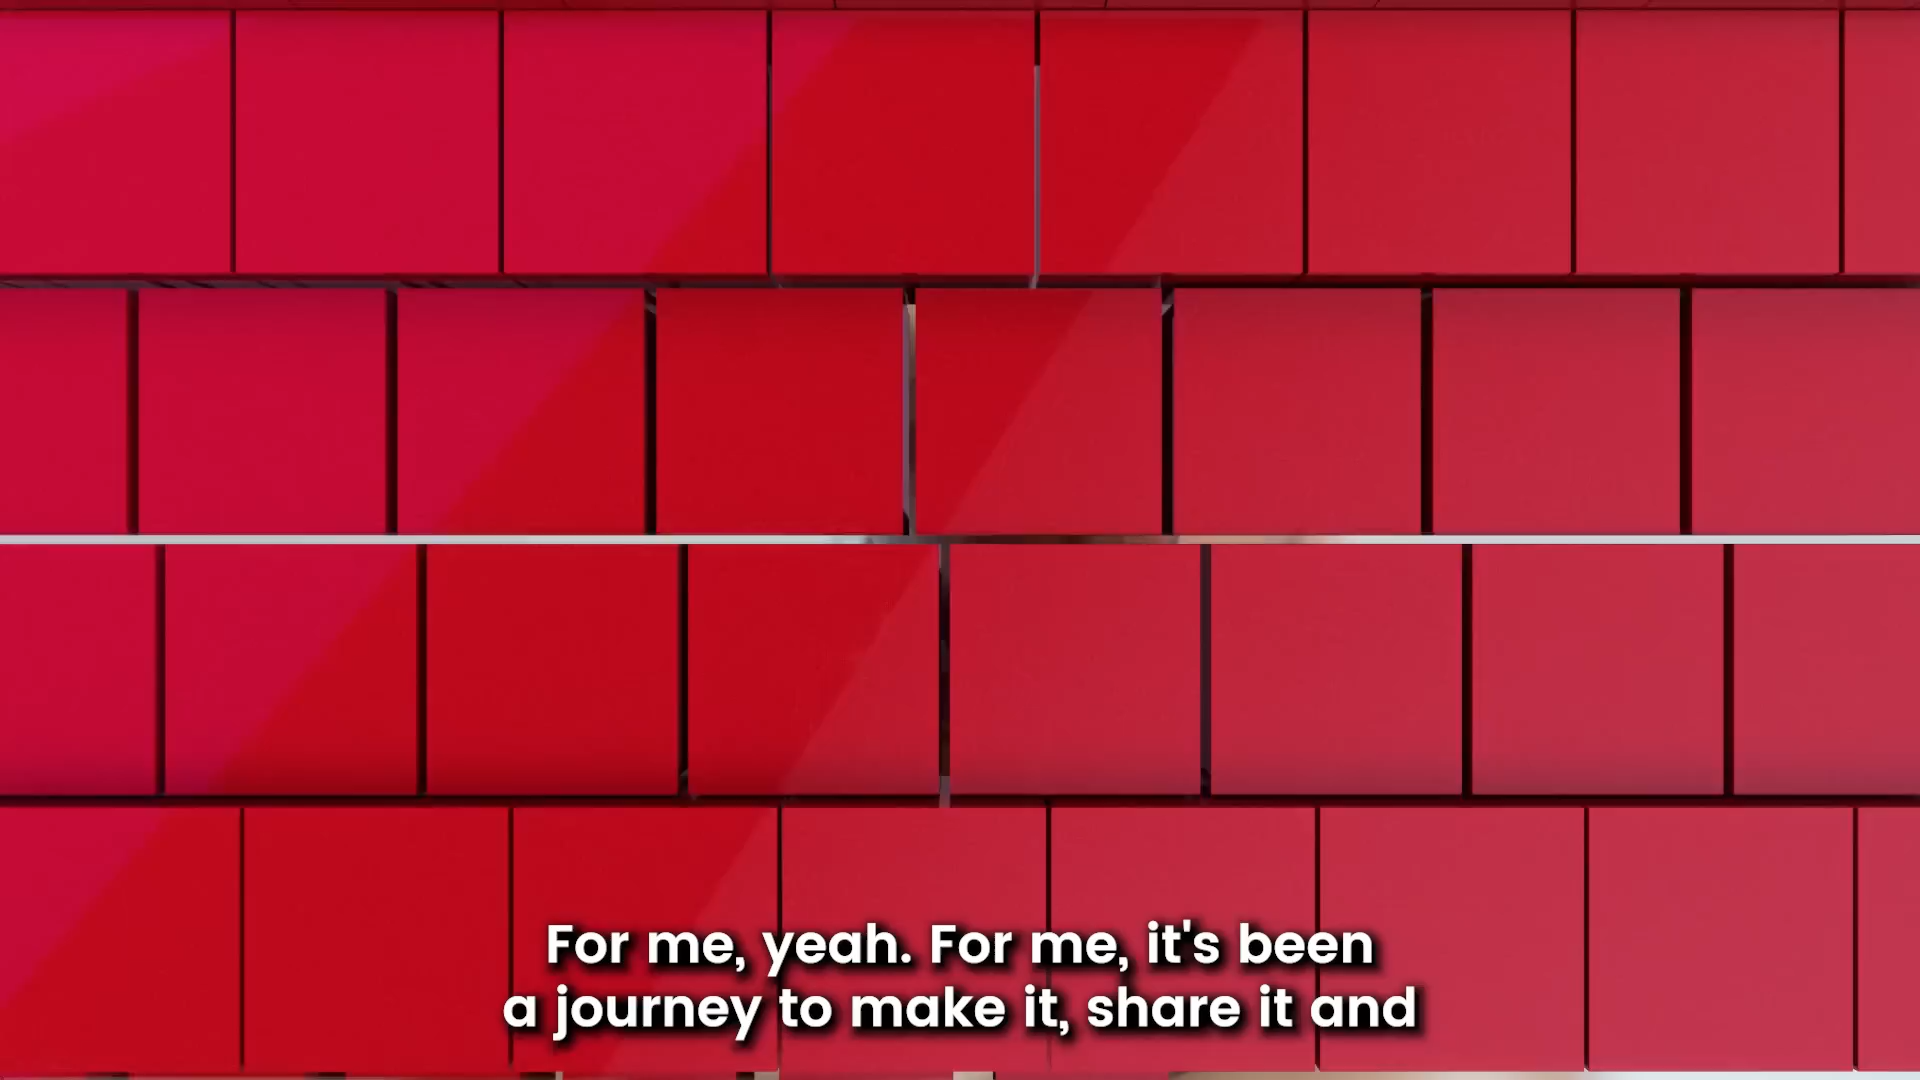 For me, yeah. For me, it's been
a journey to make it, share it and